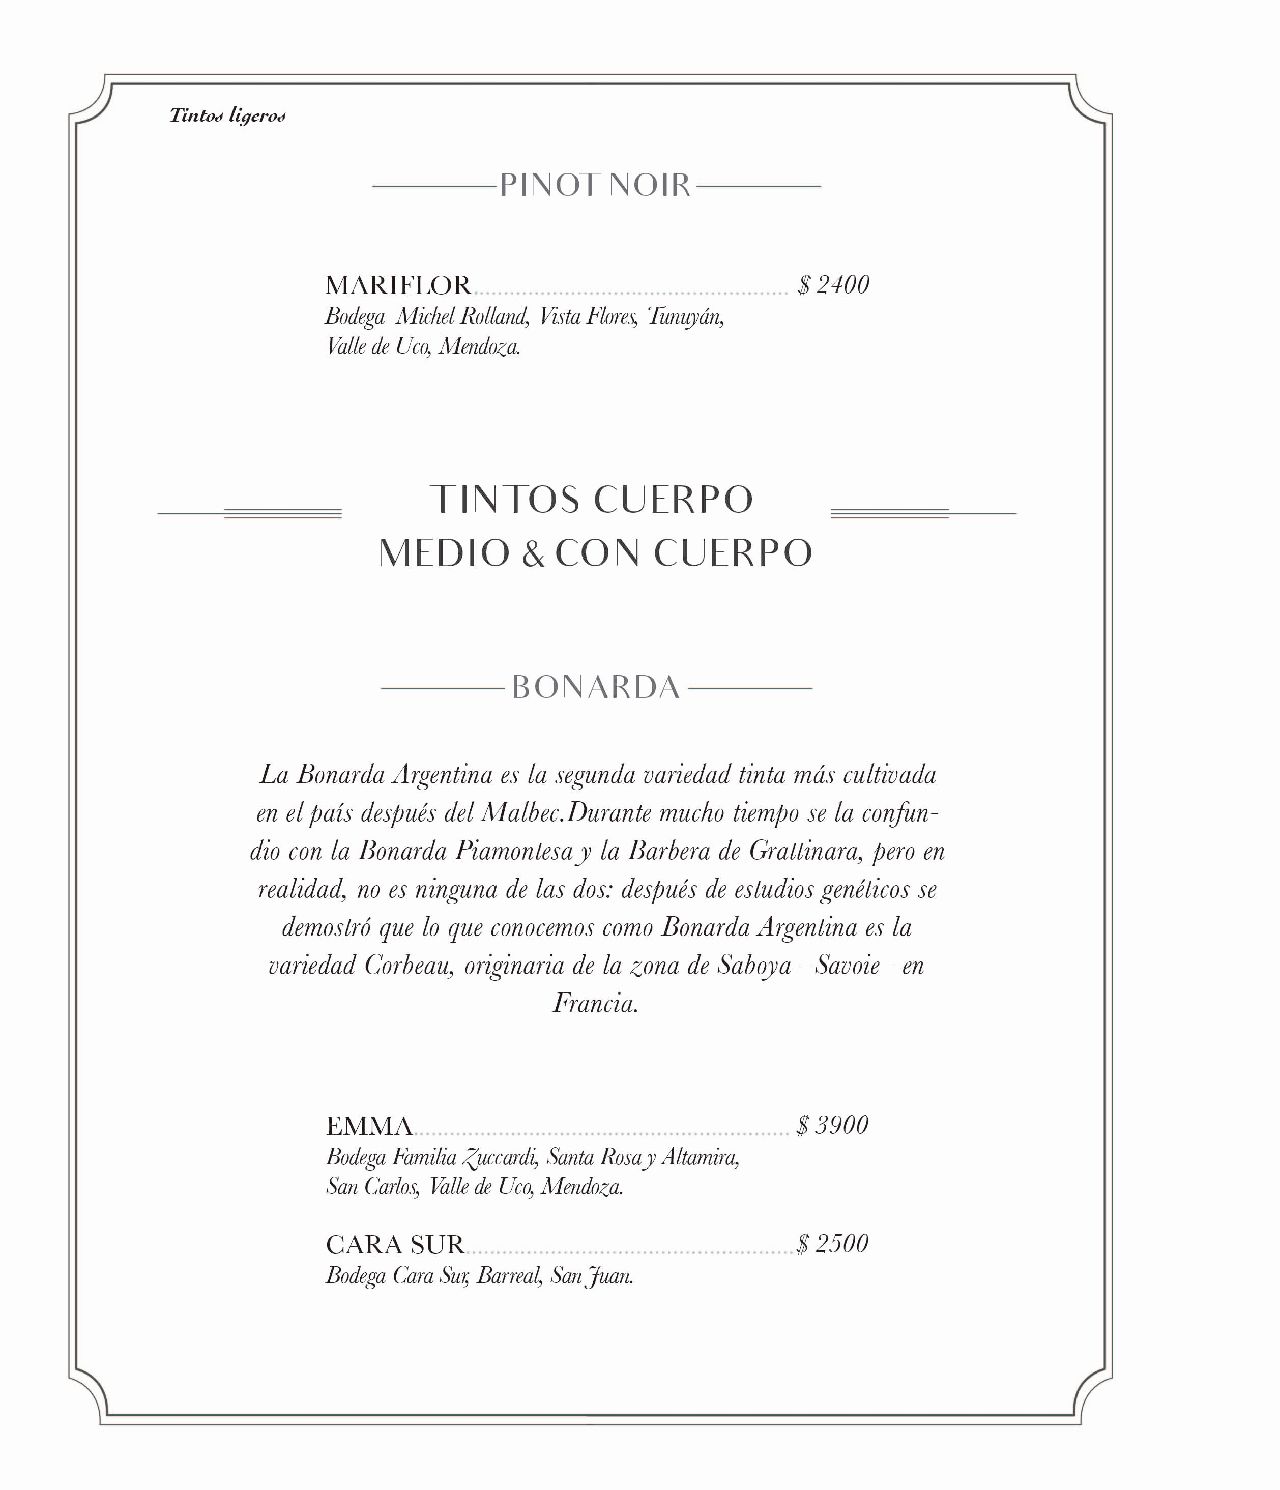 Tintos ligeros
PINOT NOIR
MARIFLOR........................................................ $ 2400
Bodega Michel Rolland, Vista Flores, Tunuyán,
Valle de Uco, Mendoza.
TINTOS CUERPO
MEDIO & CON CUERPO
BONARDA
La Bonarda Argentina es la segunda variedad tinta más cultivada
en el país después del Malbec.Durante mucho tiempo se la confun-
dio con la Bonarda Piamontesa y la Barbera de Grattinara, pero en
realidad, no es ninguna de las dos: después de estudios genéticos se
demostró que lo que conocemos como Bonarda Argentina es la
variedad Corbeau, originaria de la zona de Saboya Savoie en
Francia.
EMMA........................................................ $ 3900
Bodega Familia Zuccardi, Santa Rosa y Altamira,
San Carlos, Valle de Uco, Mendoza.
CARA SUR........................................................ $ 2500
Bodega Cara Sur, Barreal, San Juan.